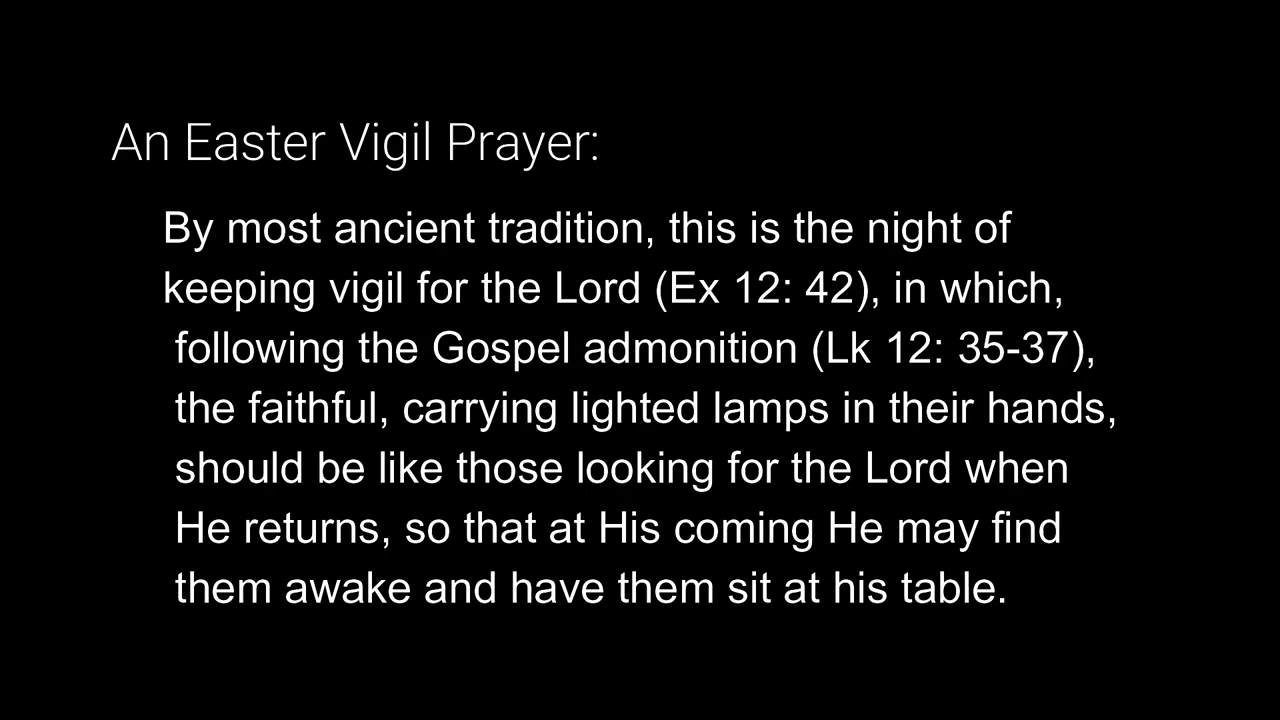 An Easter Vigil Prayer:
By most ancient tradition, this is the night of
keeping vigil for the Lord (Ex 12: 42), in which,
following the Gospel admonition (Lk 12: 35-37),
the faithful, carrying lighted lamps in their hands,
should be like those looking for the Lord when
He returns, so that at His coming He may find
them awake and have them sit at his table.